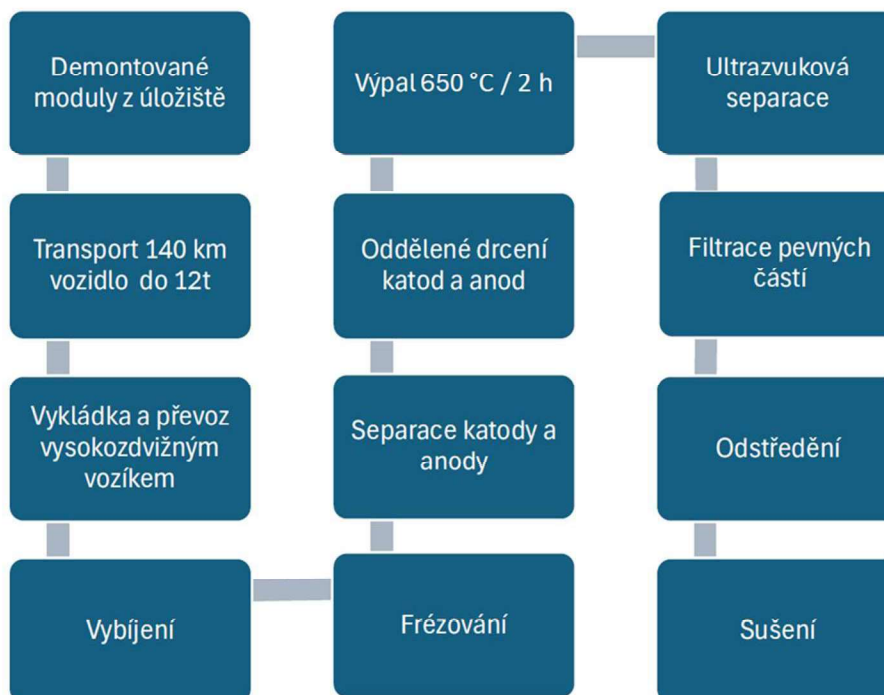 Demontované
moduly z úložiště
Transport 140 km
vozidlo do 12t
Vykládka a převoz
vysokozdvižným
vozíkem
Vybíjení
Frézování
Separace katody a
anody
Oddělené drcení
katod a anod
Výpal 650 °C / 2 h
Ultrazvuková
separace
Filtrace pevných
částí
Odstředění
Sušení